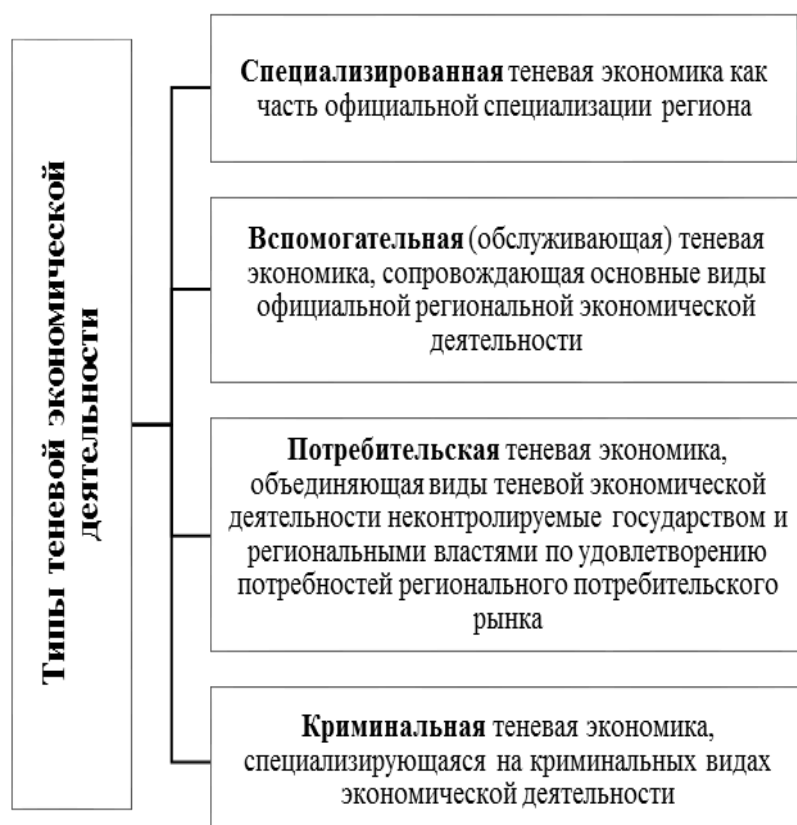 Типы теневой экономической
деятельности
Специализированная теневая экономика как
часть официальной специализации региона
Вспомогательная (обслуживающая) теневая
экономика, сопровождающая основные виды
официальной региональной экономической
деятельности
Потребительская теневая экономика,
объединяющая виды теневой экономической
деятельности неконтролируемые государством и
региональными властями по удовлетворению
потребностей регионального потребительского
рынка
Криминальная теневая экономика,
специализирующаяся на криминальных видах
экономической деятельности